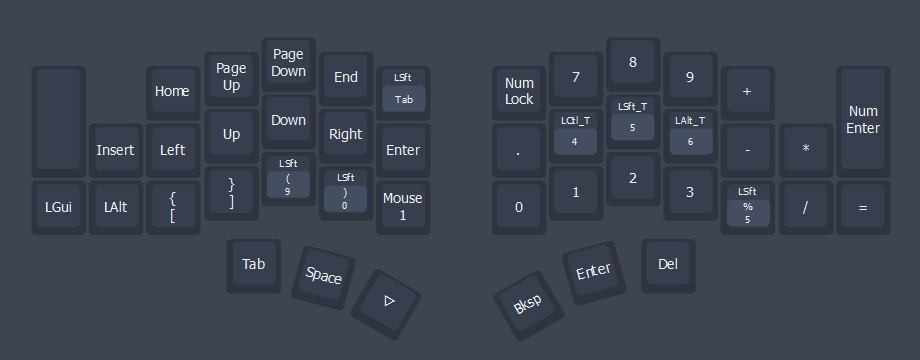 Home
Page
Up
Page
Down
End
LSft
Tab
Num
Lock
7
8
9
+
Num
Enter
Insert
Left
Up
Down
Right
Enter
.
LCtl_T
4
LSft_T
5
LAlt_T
6
-
*
LGui
LAlt
{
[
}
]
LSft
(
9
LSft
)
0
Mouse
1
0
1
2
3
LSft
%
5
/
=
Tab
Space
▷
Bksp
Enter
Del